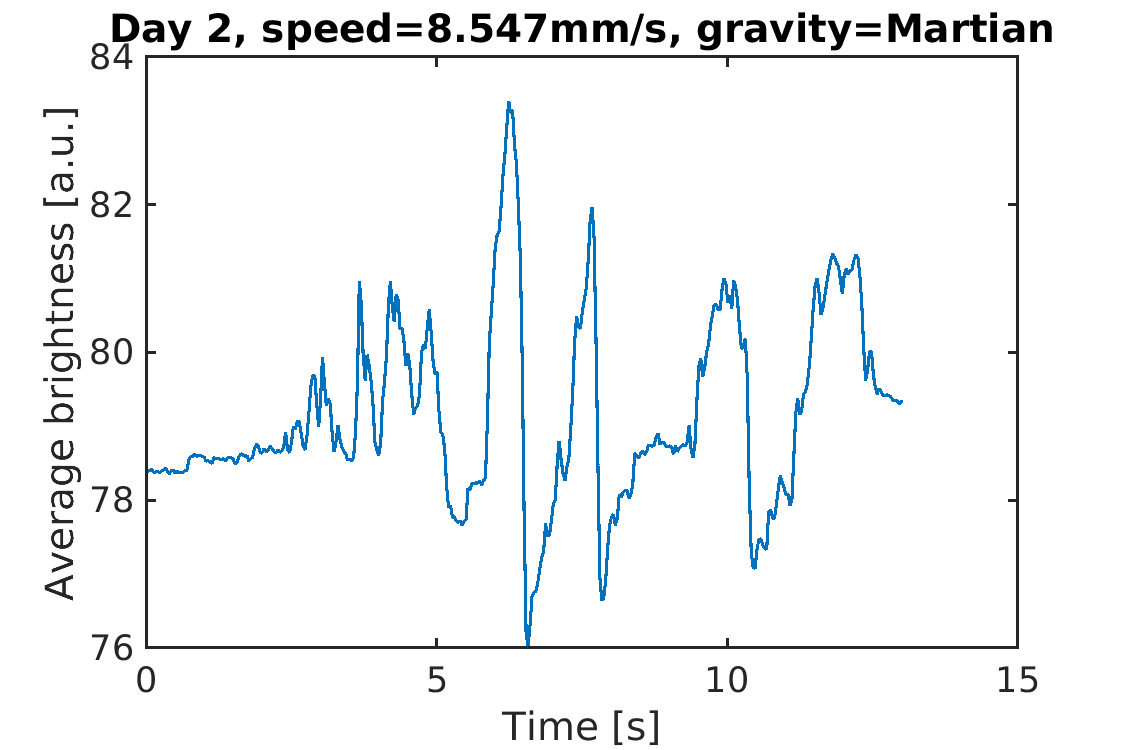 Day 2, speed=8.547mm/s, gravity=Martian
84
82
80
78
76
Average brightness [a.u.]
0 5 10 15
Time [s]